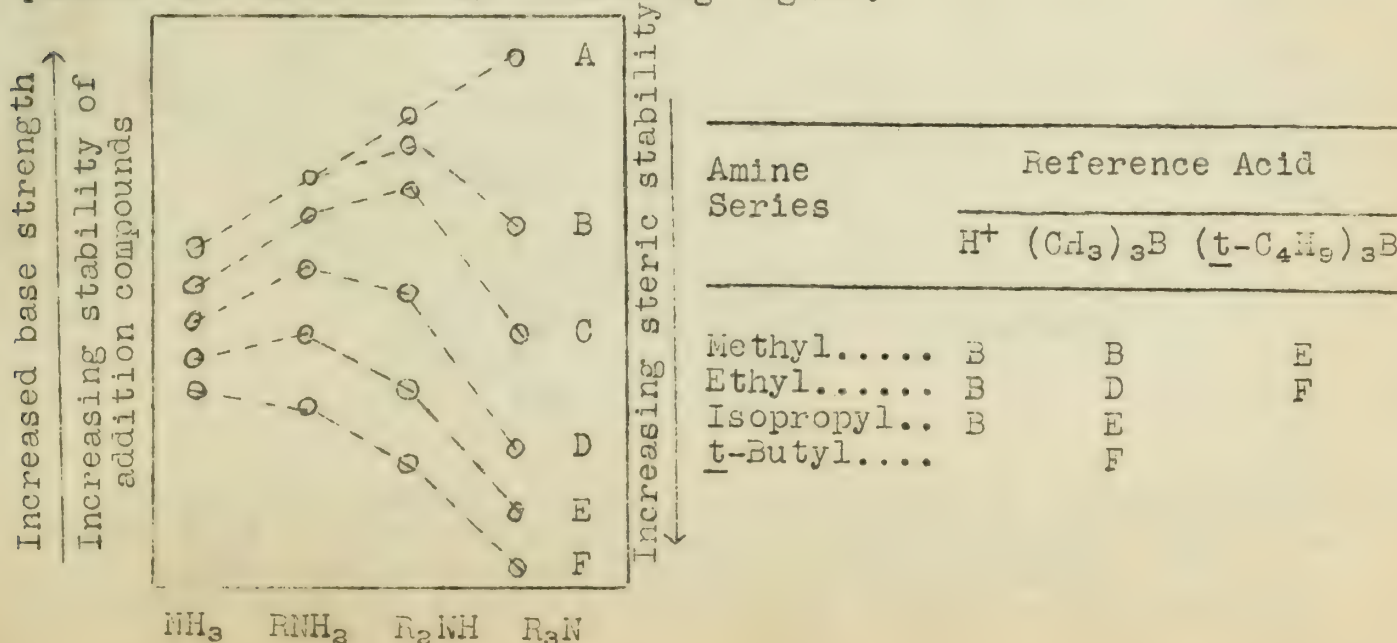 Increased base strength
Increasing stability of
addition compounds
A
B
C
D
E
F
NH₃ RNH₂ R₂NH R₃N
Increasing steric stability
Amine Reference Acid
Series
H⁺ (CH₃)₃B (t-C₄H₉)₃B
Methyl..... B B E
Ethyl...... B D F
Isopropyl.. B E
t-Butyl.... F